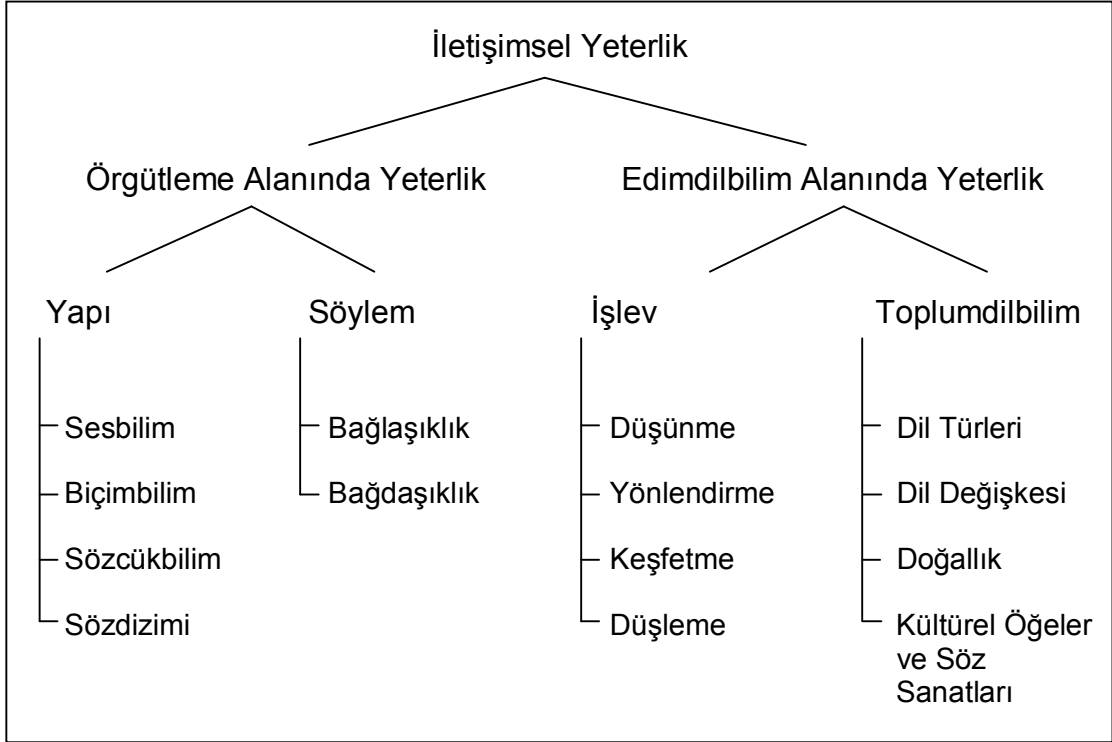 İletişimsel Yeterlik
Örgütleme Alanında Yeterlik
Edimdilbilim Alanında Yeterlik
Yapı
Söylem
İşlev
Toplumdilbilim
Sesbilim
Biçimbilim
Sözcükbilim
Sözdizimi
Bağlaşıklık
Bağdaşıklık
Düşünme
Yönlendirme
Keşfetme
Düşleme
Dil Türleri
Dil Değişkesi
Doğallık
Kültürel Öğeler
ve Söz
Sanatları